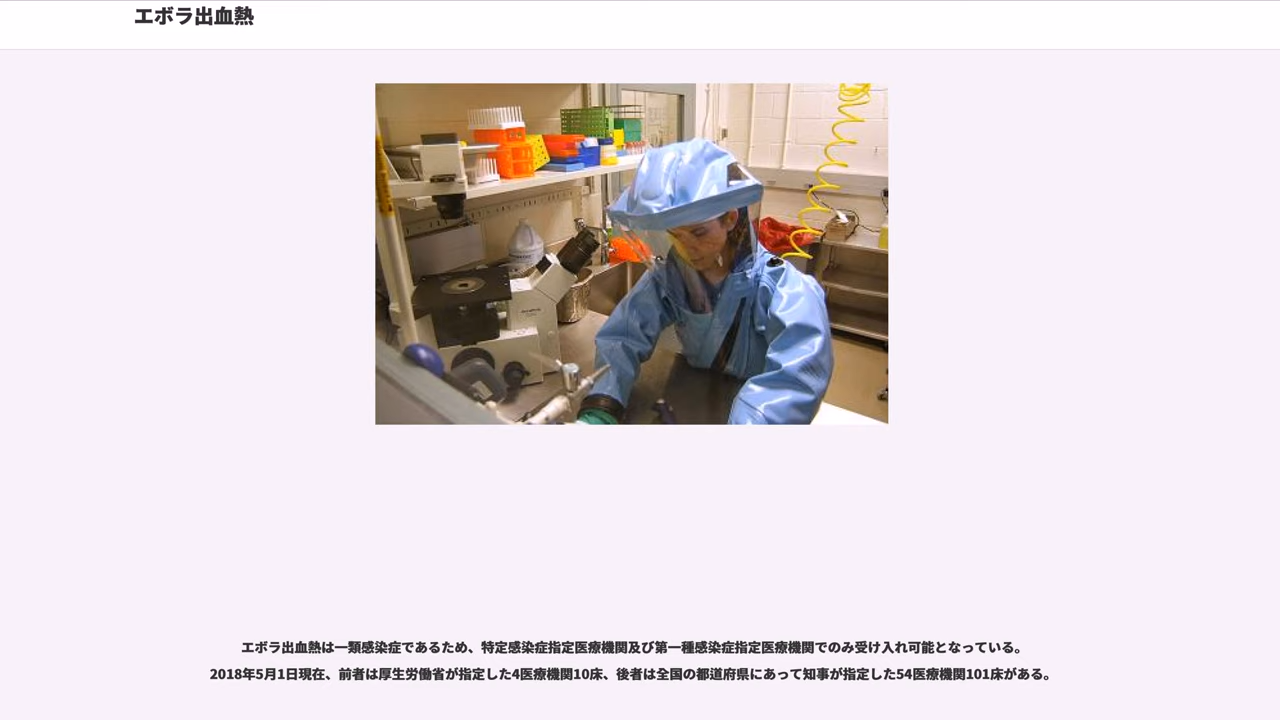 エボラ出血熱
エボラ出血熱は一類感染症であるため、特定感染症指定医療機関及び第一種感染症指定医療機関でのみ受け入れ可能となっている。
2018年5月1日現在、前者は厚生労働省が指定した4医療機関10床、後者は全国の都道府県にあって知事が指定した54医療機関101床がある。